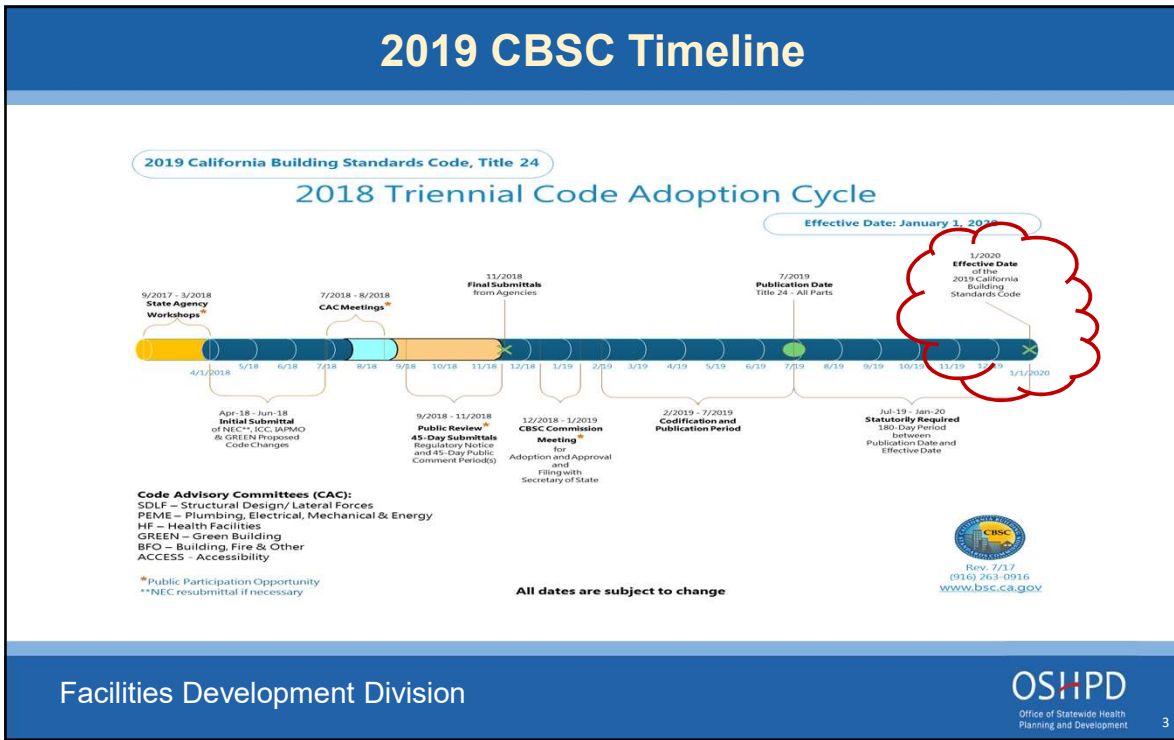 2019 CBSC Timeline
2019 California Building Standards Code, Title 24
2018 Triennial Code Adoption Cycle
Effective Date: January 1, 2020
9/2017 - 3/2018
State Agency
Workshops*
7/2018 - 8/2018
CAC Meetings*
11/2018
Final Submittals
from Agencies
7/2019
Publication Date
Title 24 - All Parts
1/2020
Effective Date
of the
2019 California
Building
Standards Code
4/1/2018 5/18 6/18 7/18 8/18 9/18 10/18 11/18 12/18 1/19 2/19 3/19 4/19 5/19 6/19 7/19 8/19 9/19 10/19 11/19 12/19 1/1/2020
Apr-18 - Jun-18
Initial Submittal
of NEC**, ICC, IAPMO
& GREEN Proposed
Code Changes
9/2018 - 11/2018
Public Review*
45-Day Submittals
Regulatory Notice
and 45-Day Public
Comment Period(s)
12/2018 - 1/2019
CBSC Commission
Meeting*
for
Adoption and Approval
and
Filing with
Secretary of State
2/2019 - 7/2019
Codification and
Publication Period
Jul-19 - Jan-20
Statutorily Required
180-Day Period
between
Publication Date and
Effective Date
Code Advisory Committees (CAC):
SDLF – Structural Design/ Lateral Forces
PEME – Plumbing, Electrical, Mechanical & Energy
HF – Health Facilities
GREEN – Green Building
BFO – Building, Fire & Other
ACCESS - Accessibility
*Public Participation Opportunity
**NEC resubmittal if necessary
All dates are subject to change
CBSC
Rev. 7/17
(916) 263-0916
www.bsc.ca.gov
Facilities Development Division
OSHPD
Office of Statewide Health
Planning and Development
3